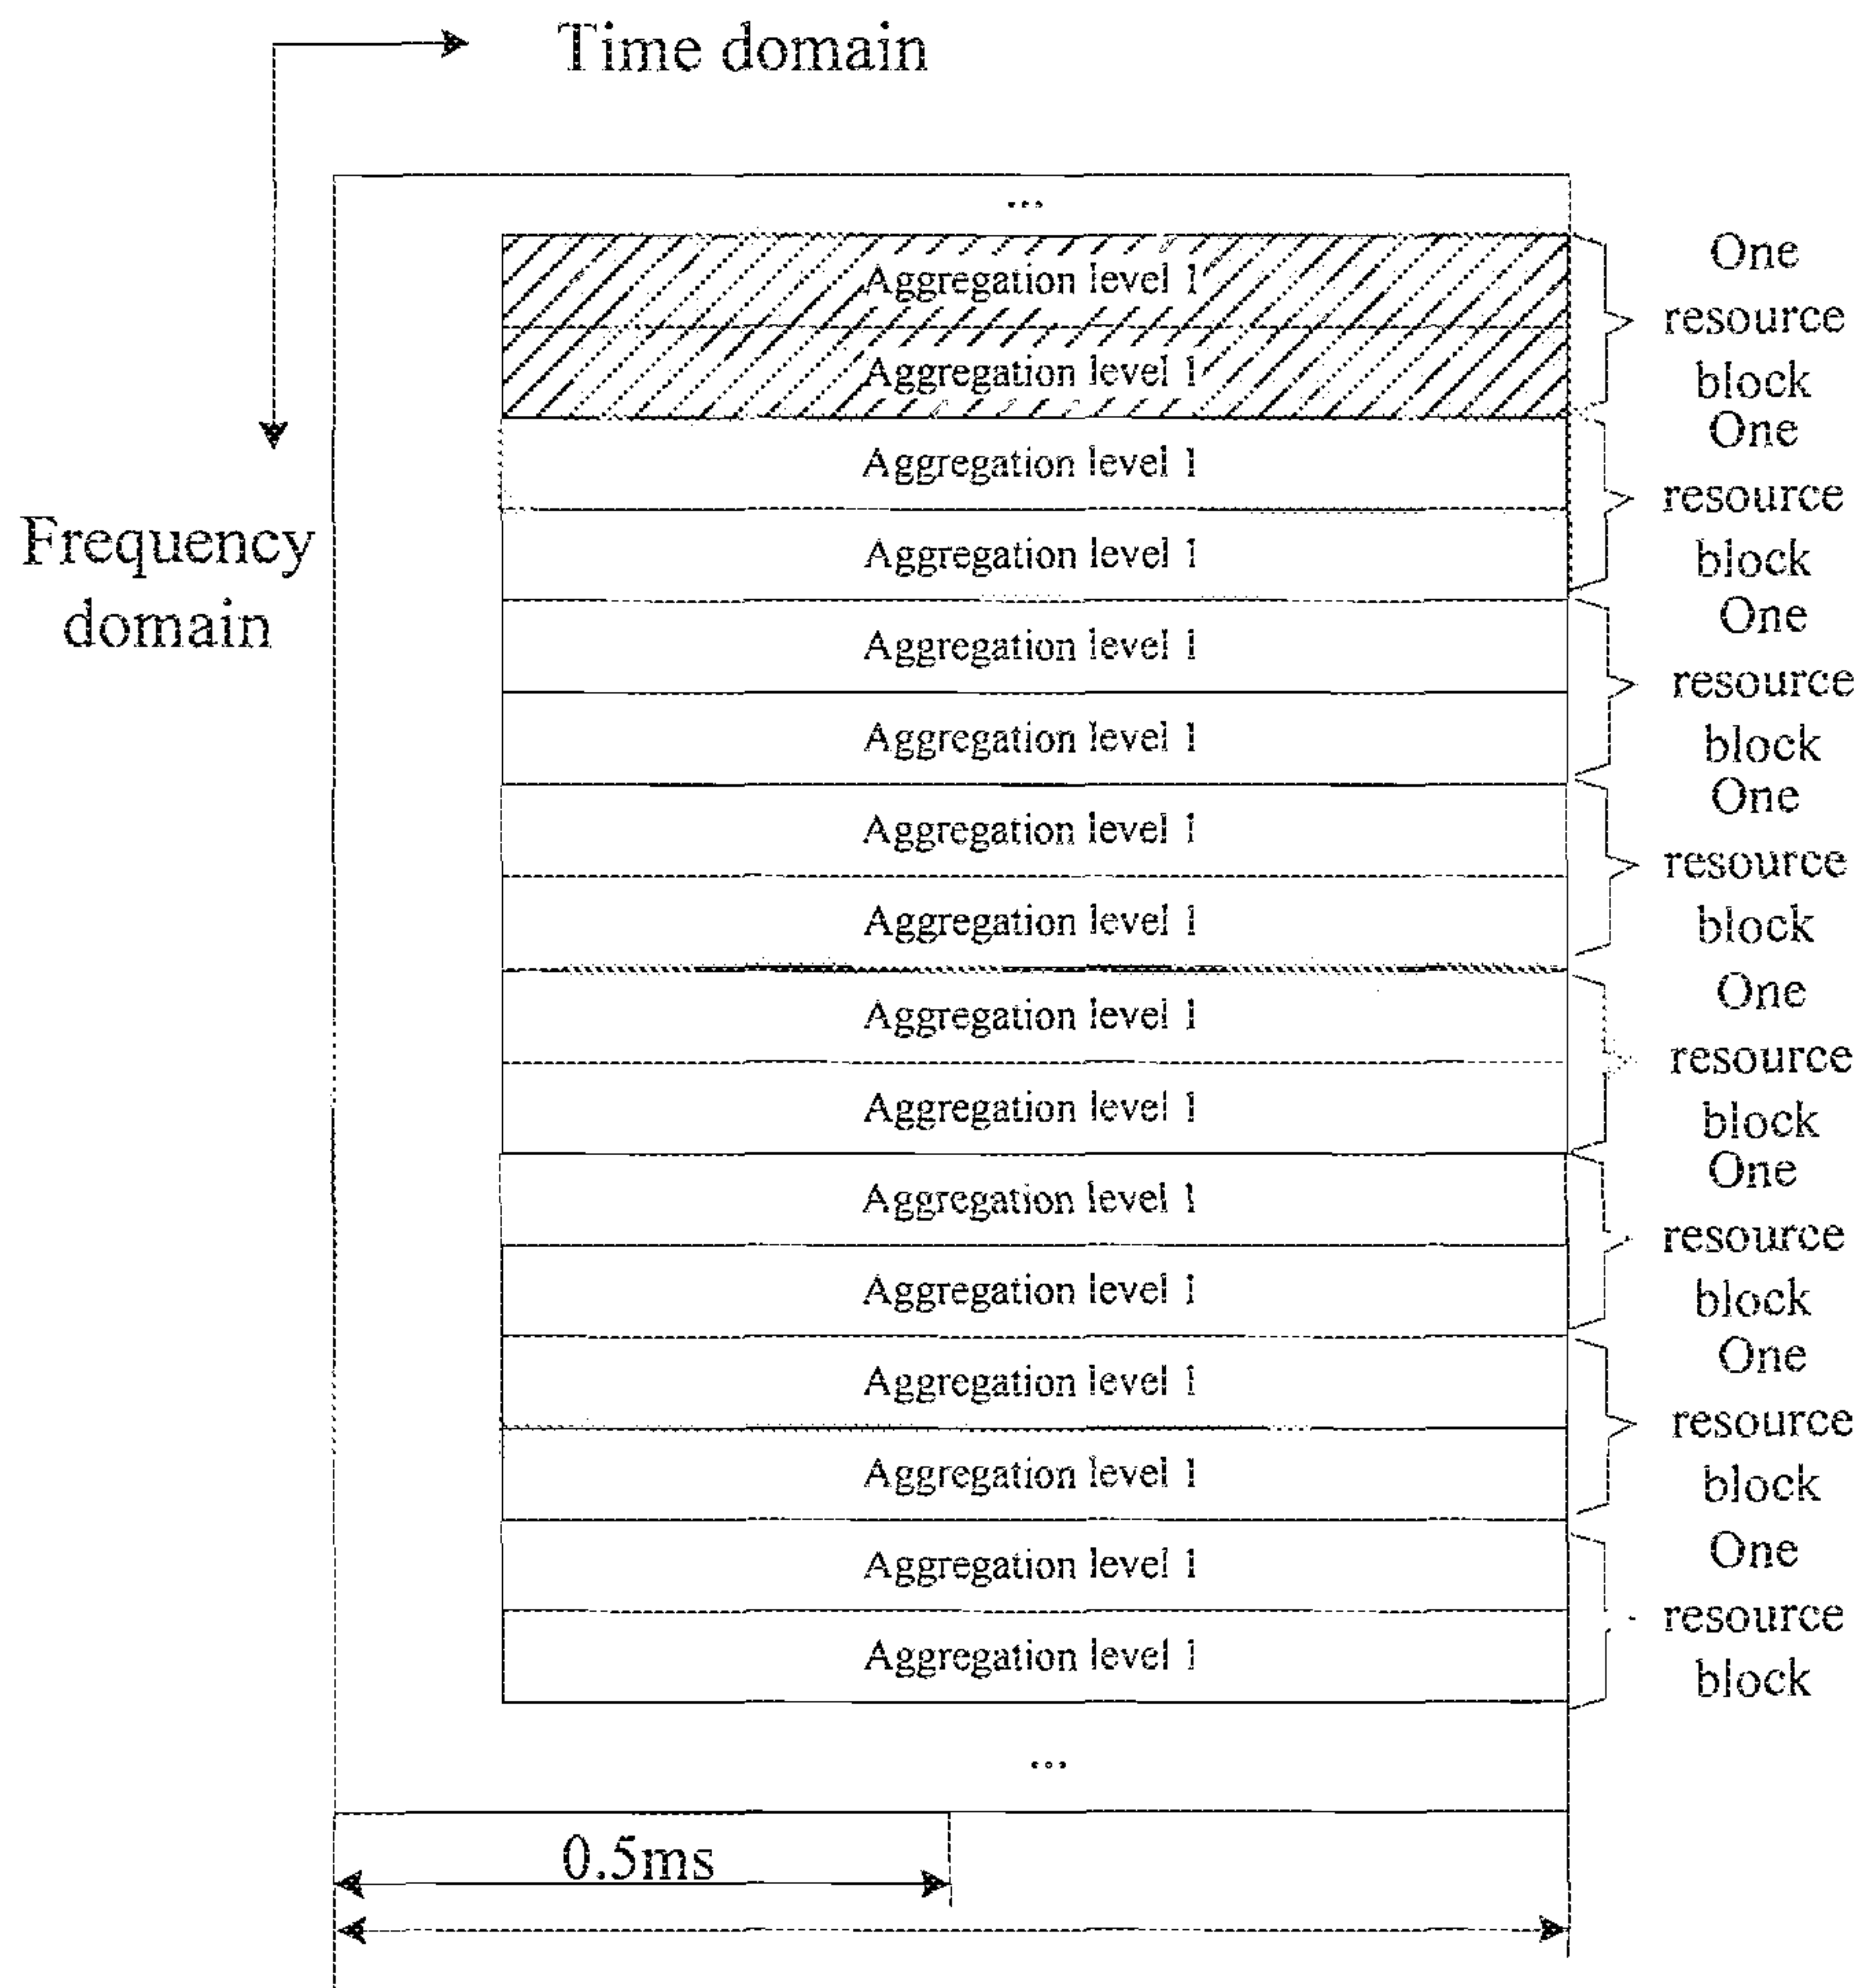 Time domain
Frequency
domain
...
Aggregation level 1
Aggregation level 1
One
resource
block
Aggregation level 1
Aggregation level 1
One
resource
block
Aggregation level 1
Aggregation level 1
One
resource
block
Aggregation level 1
Aggregation level 1
One
resource
block
Aggregation level 1
Aggregation level 1
One
resource
block
Aggregation level 1
Aggregation level 1
One
resource
block
Aggregation level 1
Aggregation level 1
One
resource
block
Aggregation level 1
Aggregation level 1
One
resource
block
...
0.5ms